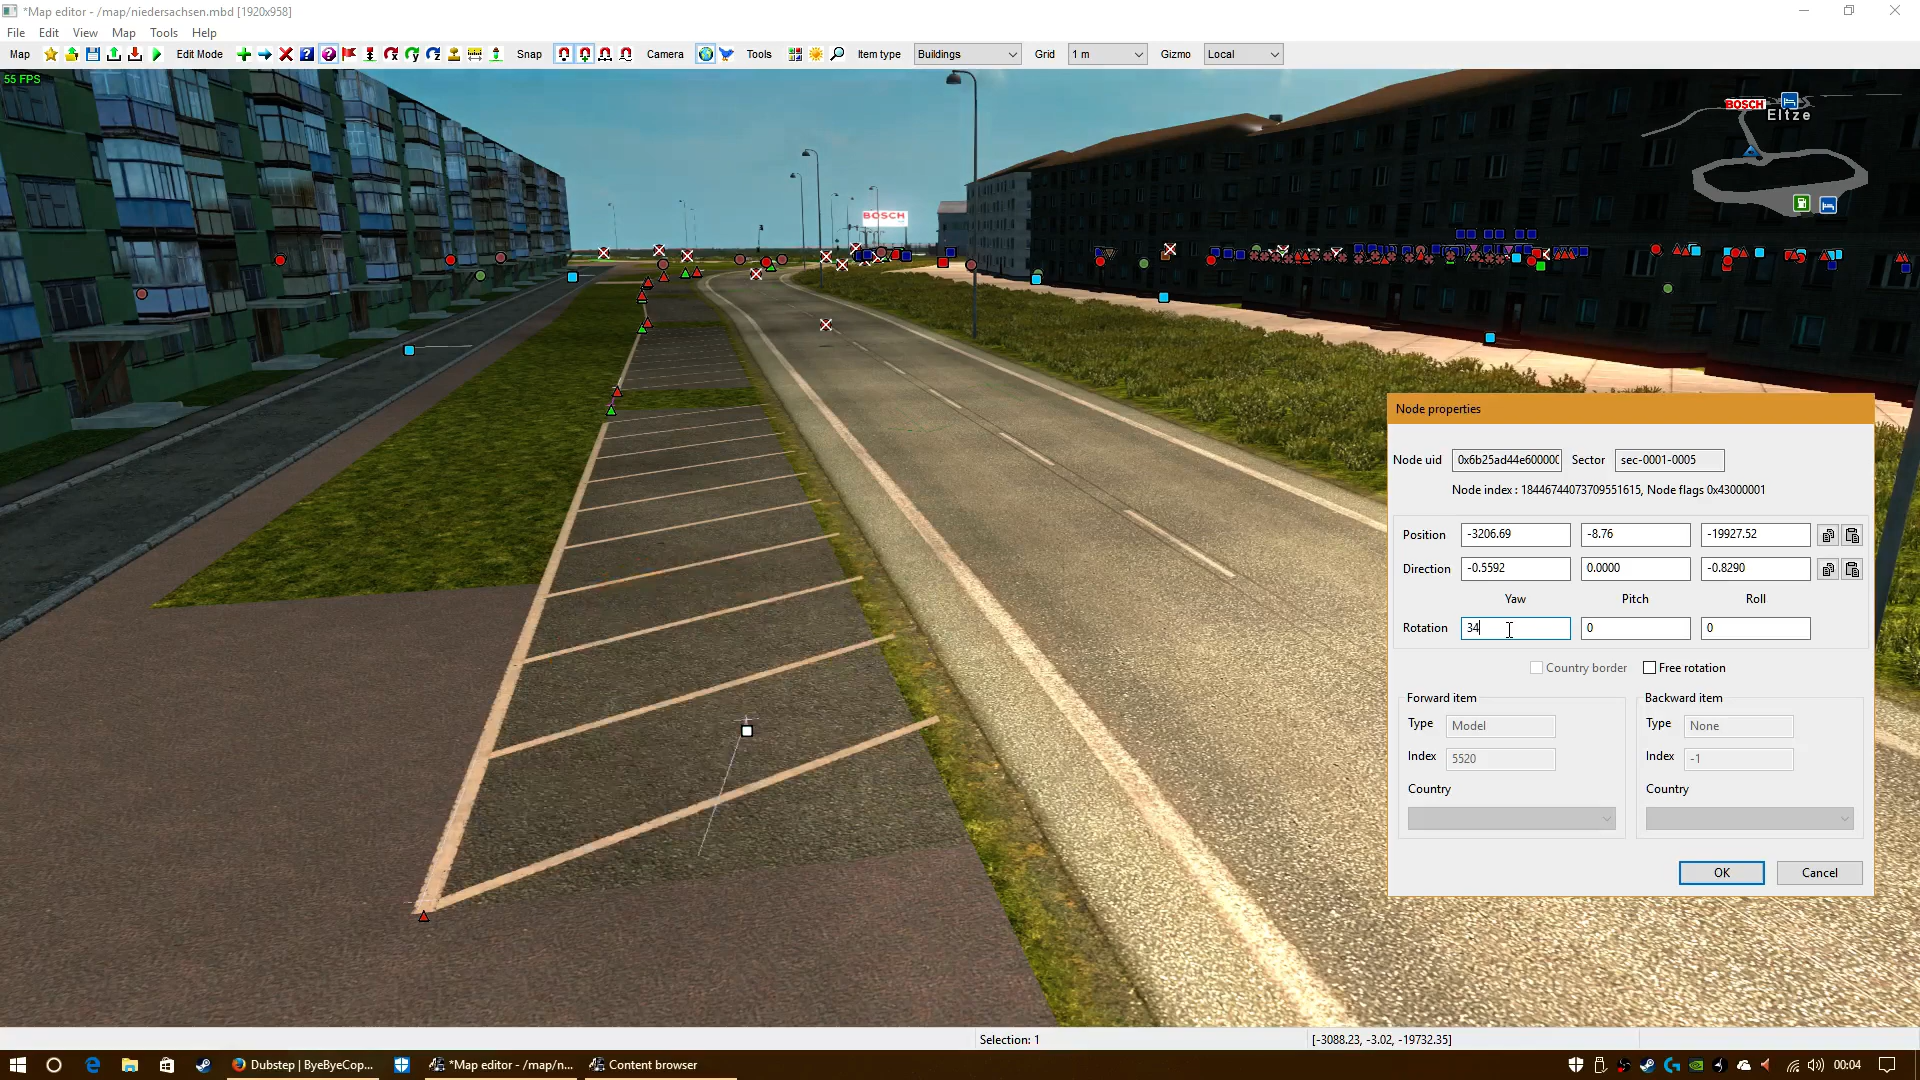 *Map editor - /map/niedersachsen.mbd [1920x958]
File Edit View Map Tools Help
Map Edit Mode Snap Camera Tools Item type Buildings Grid 1 m Gizmo Local
55 FPS
BOSCH
Eltze
BOSCH
Node properties
Node uid 0x6b25ad44e600000 Sector sec-0001-0005
Node index : 18446744073709551615, Node flags 0x43000001
Position -3206.69 -8.76 -19927.52
Direction -0.5592 0.0000 -0.8290
Yaw Pitch Roll
Rotation 34 0 0
Country border Free rotation
Forward item Backward item
Type Model Type None
Index 5520 Index -1
Country Country
OK Cancel
Selection: 1 [-3088.23, -3.02, -19732.35]
Dubstep | ByeByeCop... *Map editor - /map/n... Content browser 00:04